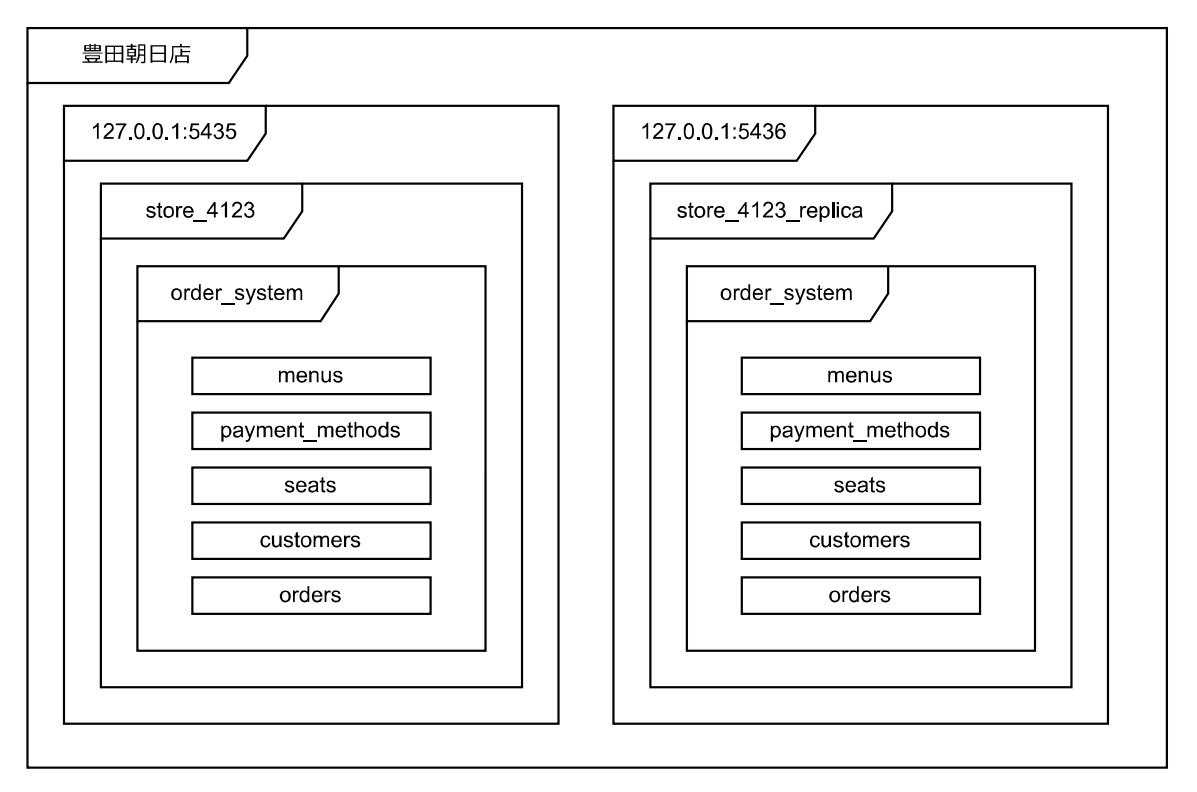 豊田朝日店
127.0.0.1:5435
store_4123
order_system
menus
payment_methods
seats
customers
orders
127.0.0.1:5436
store_4123_replica
order_system
menus
payment_methods
seats
customers
orders